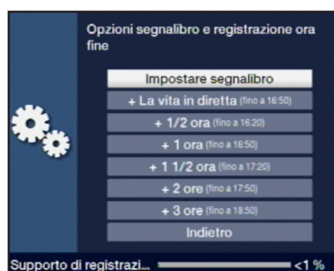 Opzioni segnalibro e registrazione ora
fine
Impostare segnalibro
+ La vita in diretta (fino a 16:50)
+ 1/2 ora (fino a 16:20)
+ 1 ora (fino a 16:50)
+ 1 1/2 ora (fino a 17:20)
+ 2 ore (fino a 17:50)
+ 3 ore (fino a 18:50)
Indietro
Supporto di registrazi... <1 %